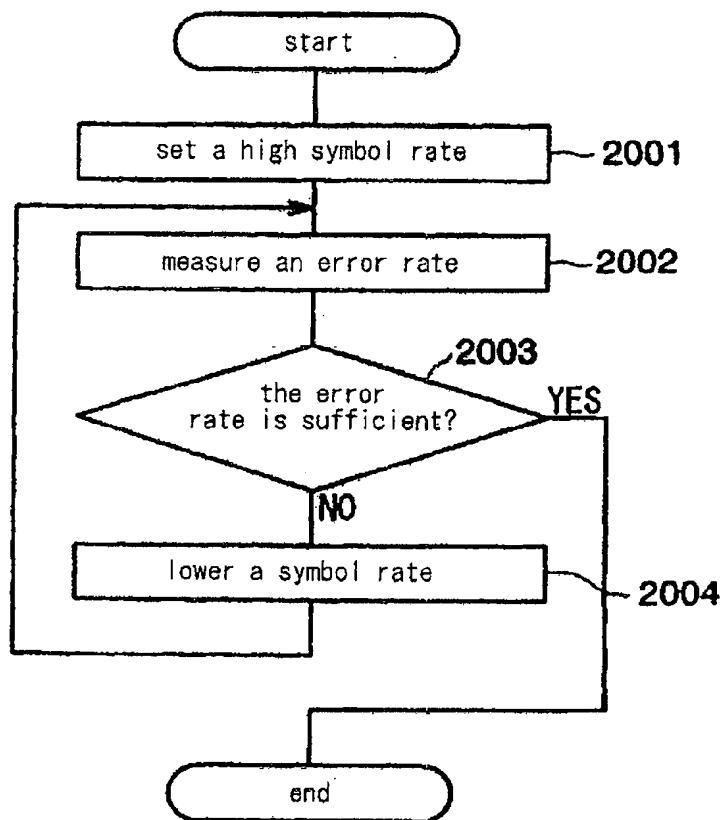 start
set a high symbol rate
2001
measure an error rate
2002
2003
the error
rate is sufficient?
YES
NO
lower a symbol rate
2004
end